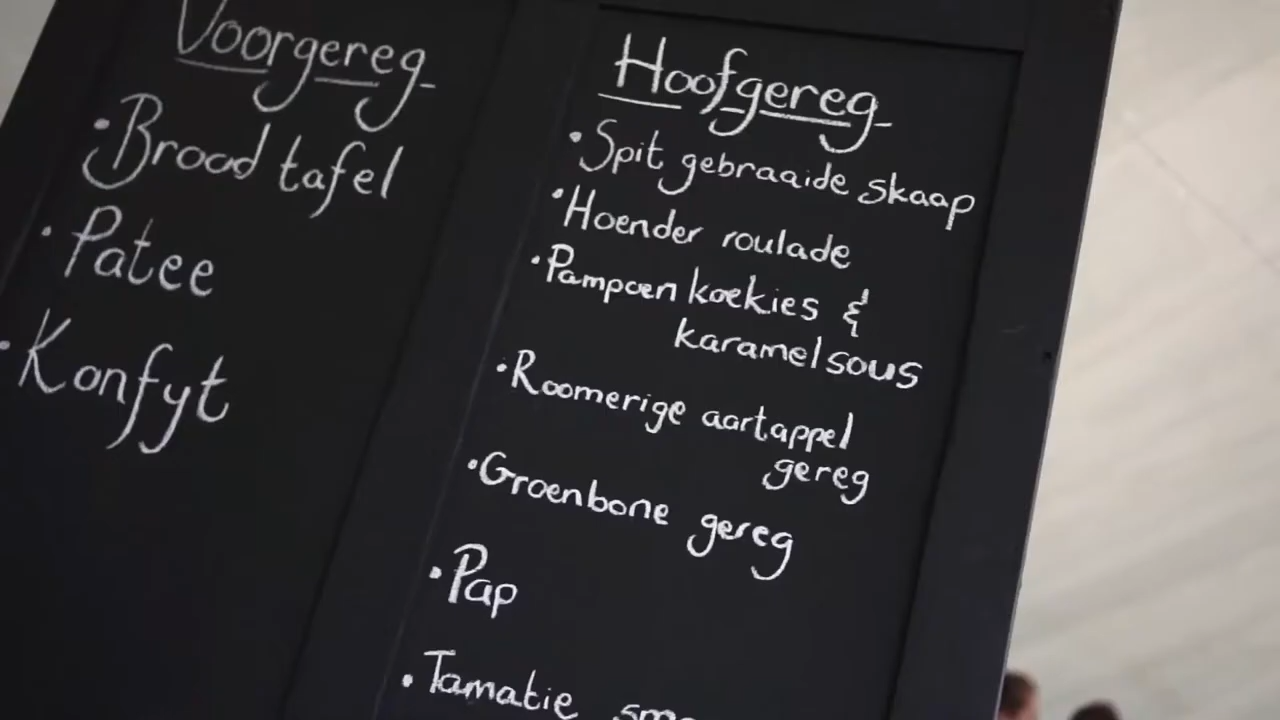 Voorgereg
• Brood tafel
• Patee
• Konfyt
Hoofgereg
• Spit gebraaide skaap
• Hoender roulade
• Pampoen koekies &
karamel sous
• Roomerige aartappel
gereg
• Groenbone gereg
• Pap
• Tamatie